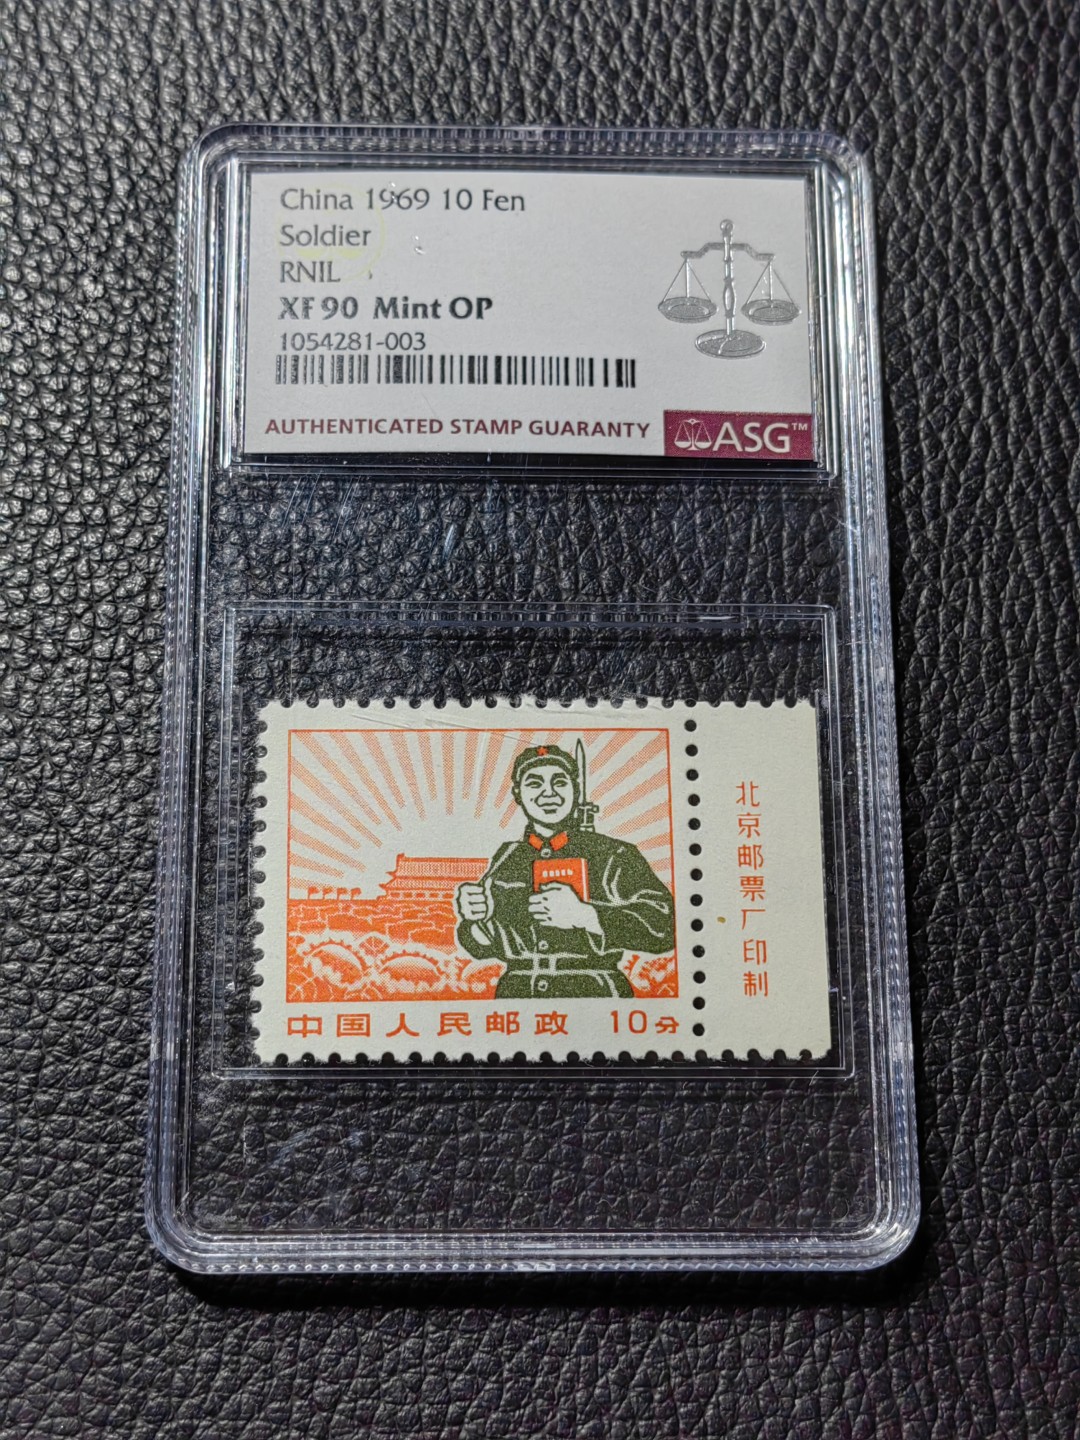 China 1969 10 Fen
Soldier
RNIL
XF 90 Mint OP
1054281-003
AUTHENTICATED STAMP GUARANTY
ASG™
中国人民邮政 10分
北京邮票厂印制